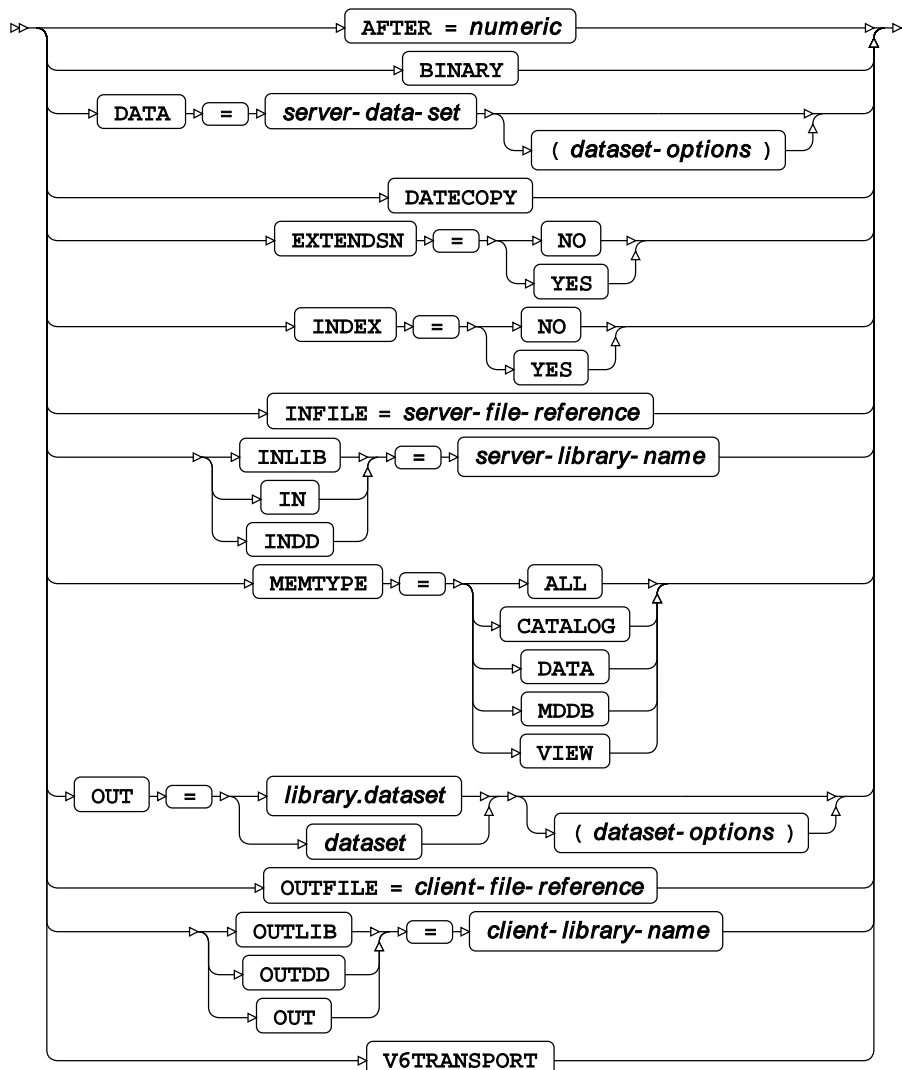 AFTER = numeric
BINARY
DATA = server-data-set
( dataset-options )
DATECOPY
EXTENDSN = NO
YES
INDEX = NO
YES
INFILE = server-file-reference
INLIB = server-library-name
IN
INDD
MEMTYPE = ALL
CATALOG
DATA
MDDB
VIEW
OUT = library.dataset
dataset ( dataset-options )
OUTFILE = client-file-reference
OUTLIB = client-library-name
OUTDD
OUT
V6TRANSPORT